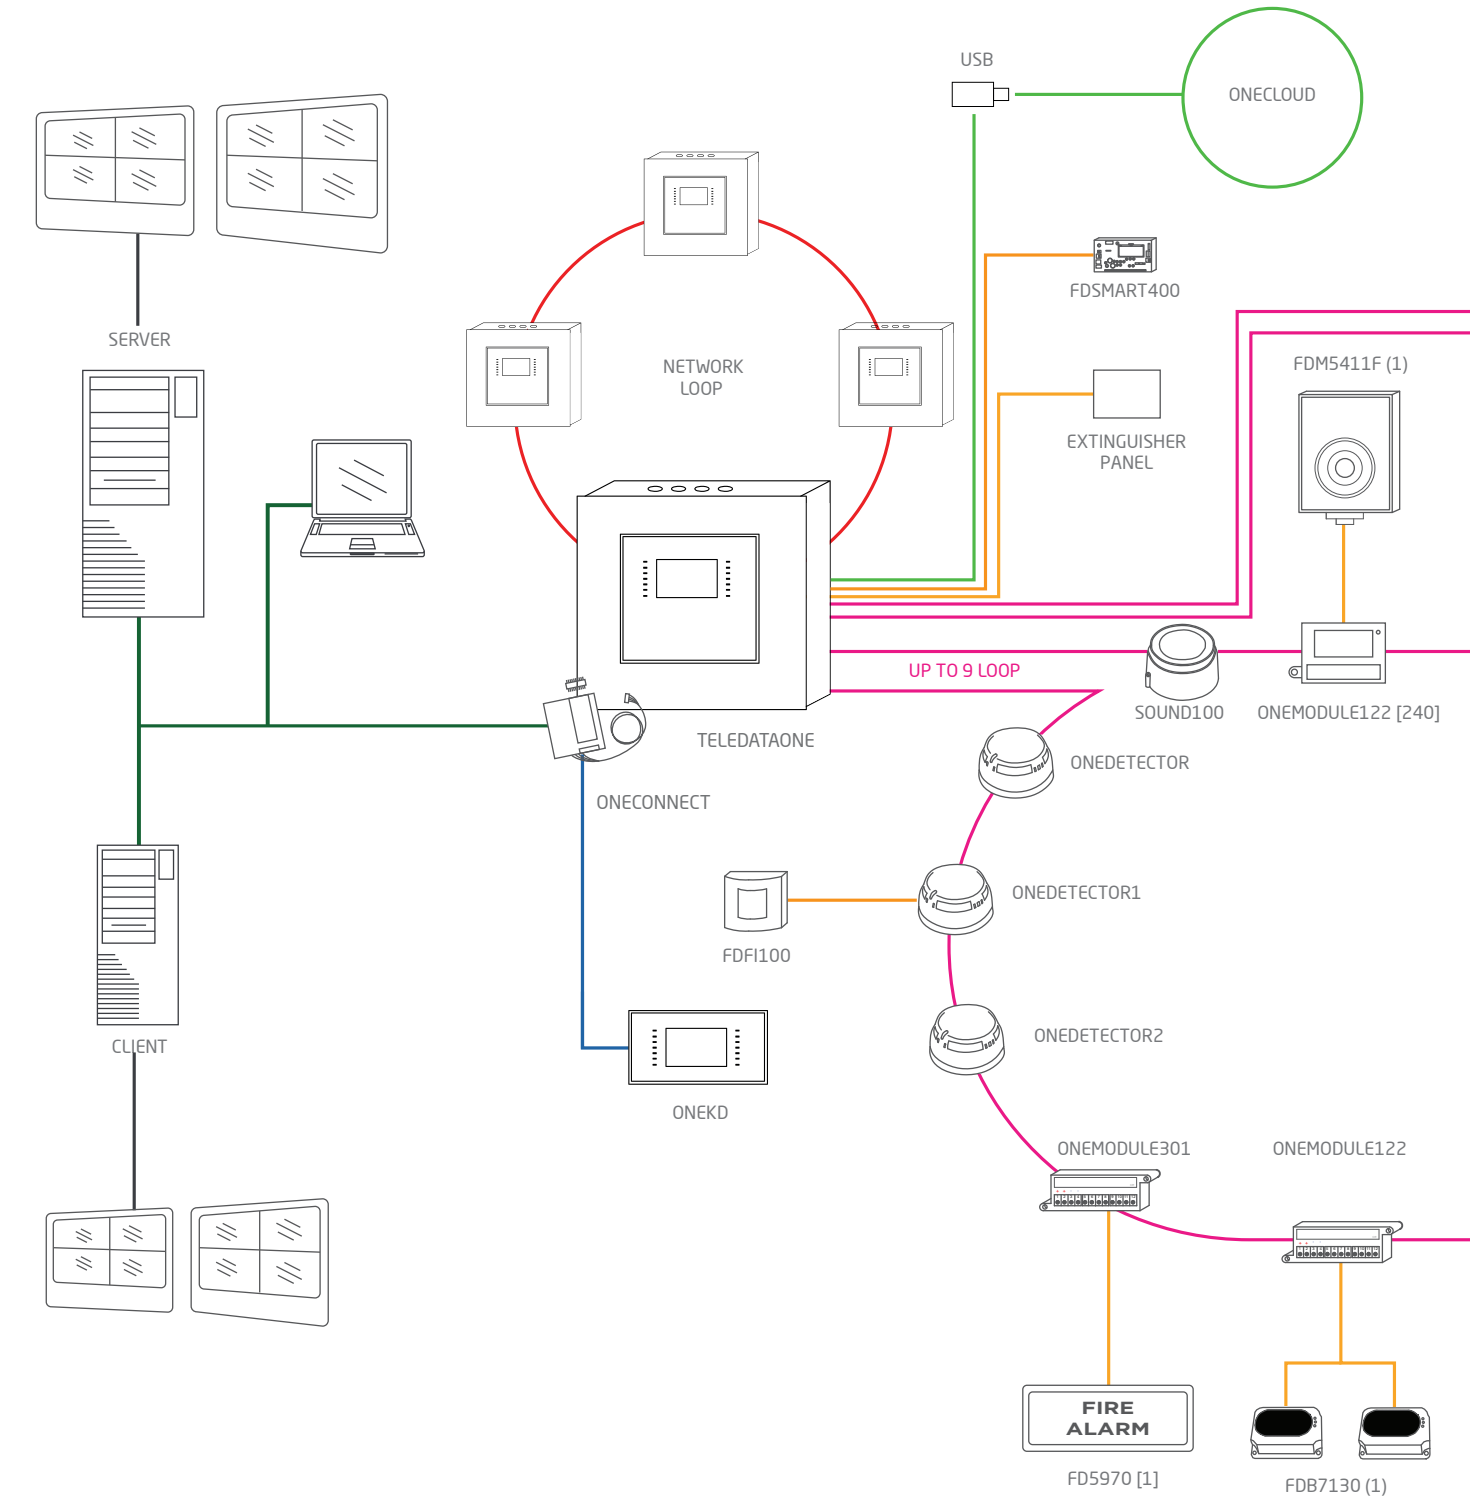 USB
ONECLOUD
FDSMART400
SERVER
NETWORK
LOOP
FDM5411F (1)
EXTINGUISHER
PANEL
UP TO 9 LOOP
SOUND100
ONEMODULE122 [240]
TELEDATAONE
ONEDETECTOR
ONECONNECT
ONEDETECTOR1
FDFI100
ONEDETECTOR2
CLIENT
ONEKD
ONEMODULE301
ONEMODULE122
FIRE
ALARM
FD5970 [1]
FDB7130 (1)